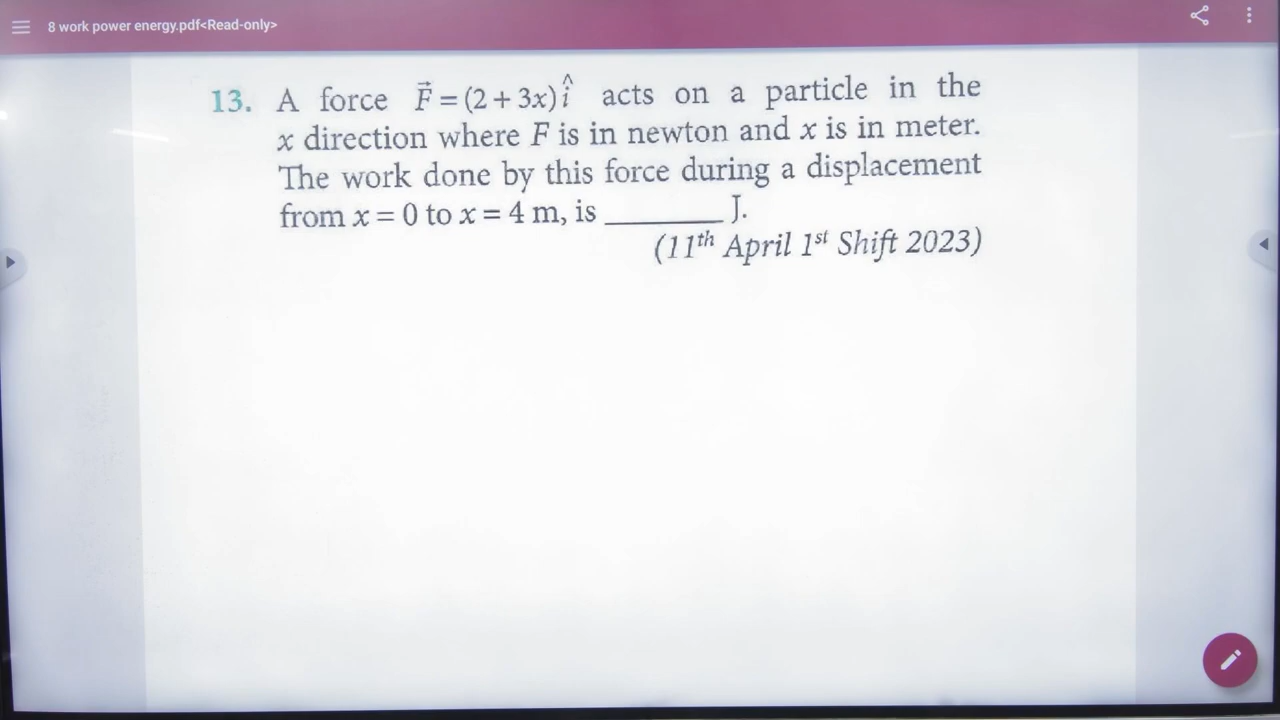 8 work power energy.pdf<Read-only>
13. A force $\vec{F} = (2 + 3x)\hat{i}$ acts on a particle in the
x direction where F is in newton and x is in meter.
The work done by this force during a displacement
from x = 0 to x = 4 m, is ________ J.
(11th April 1st Shift 2023)